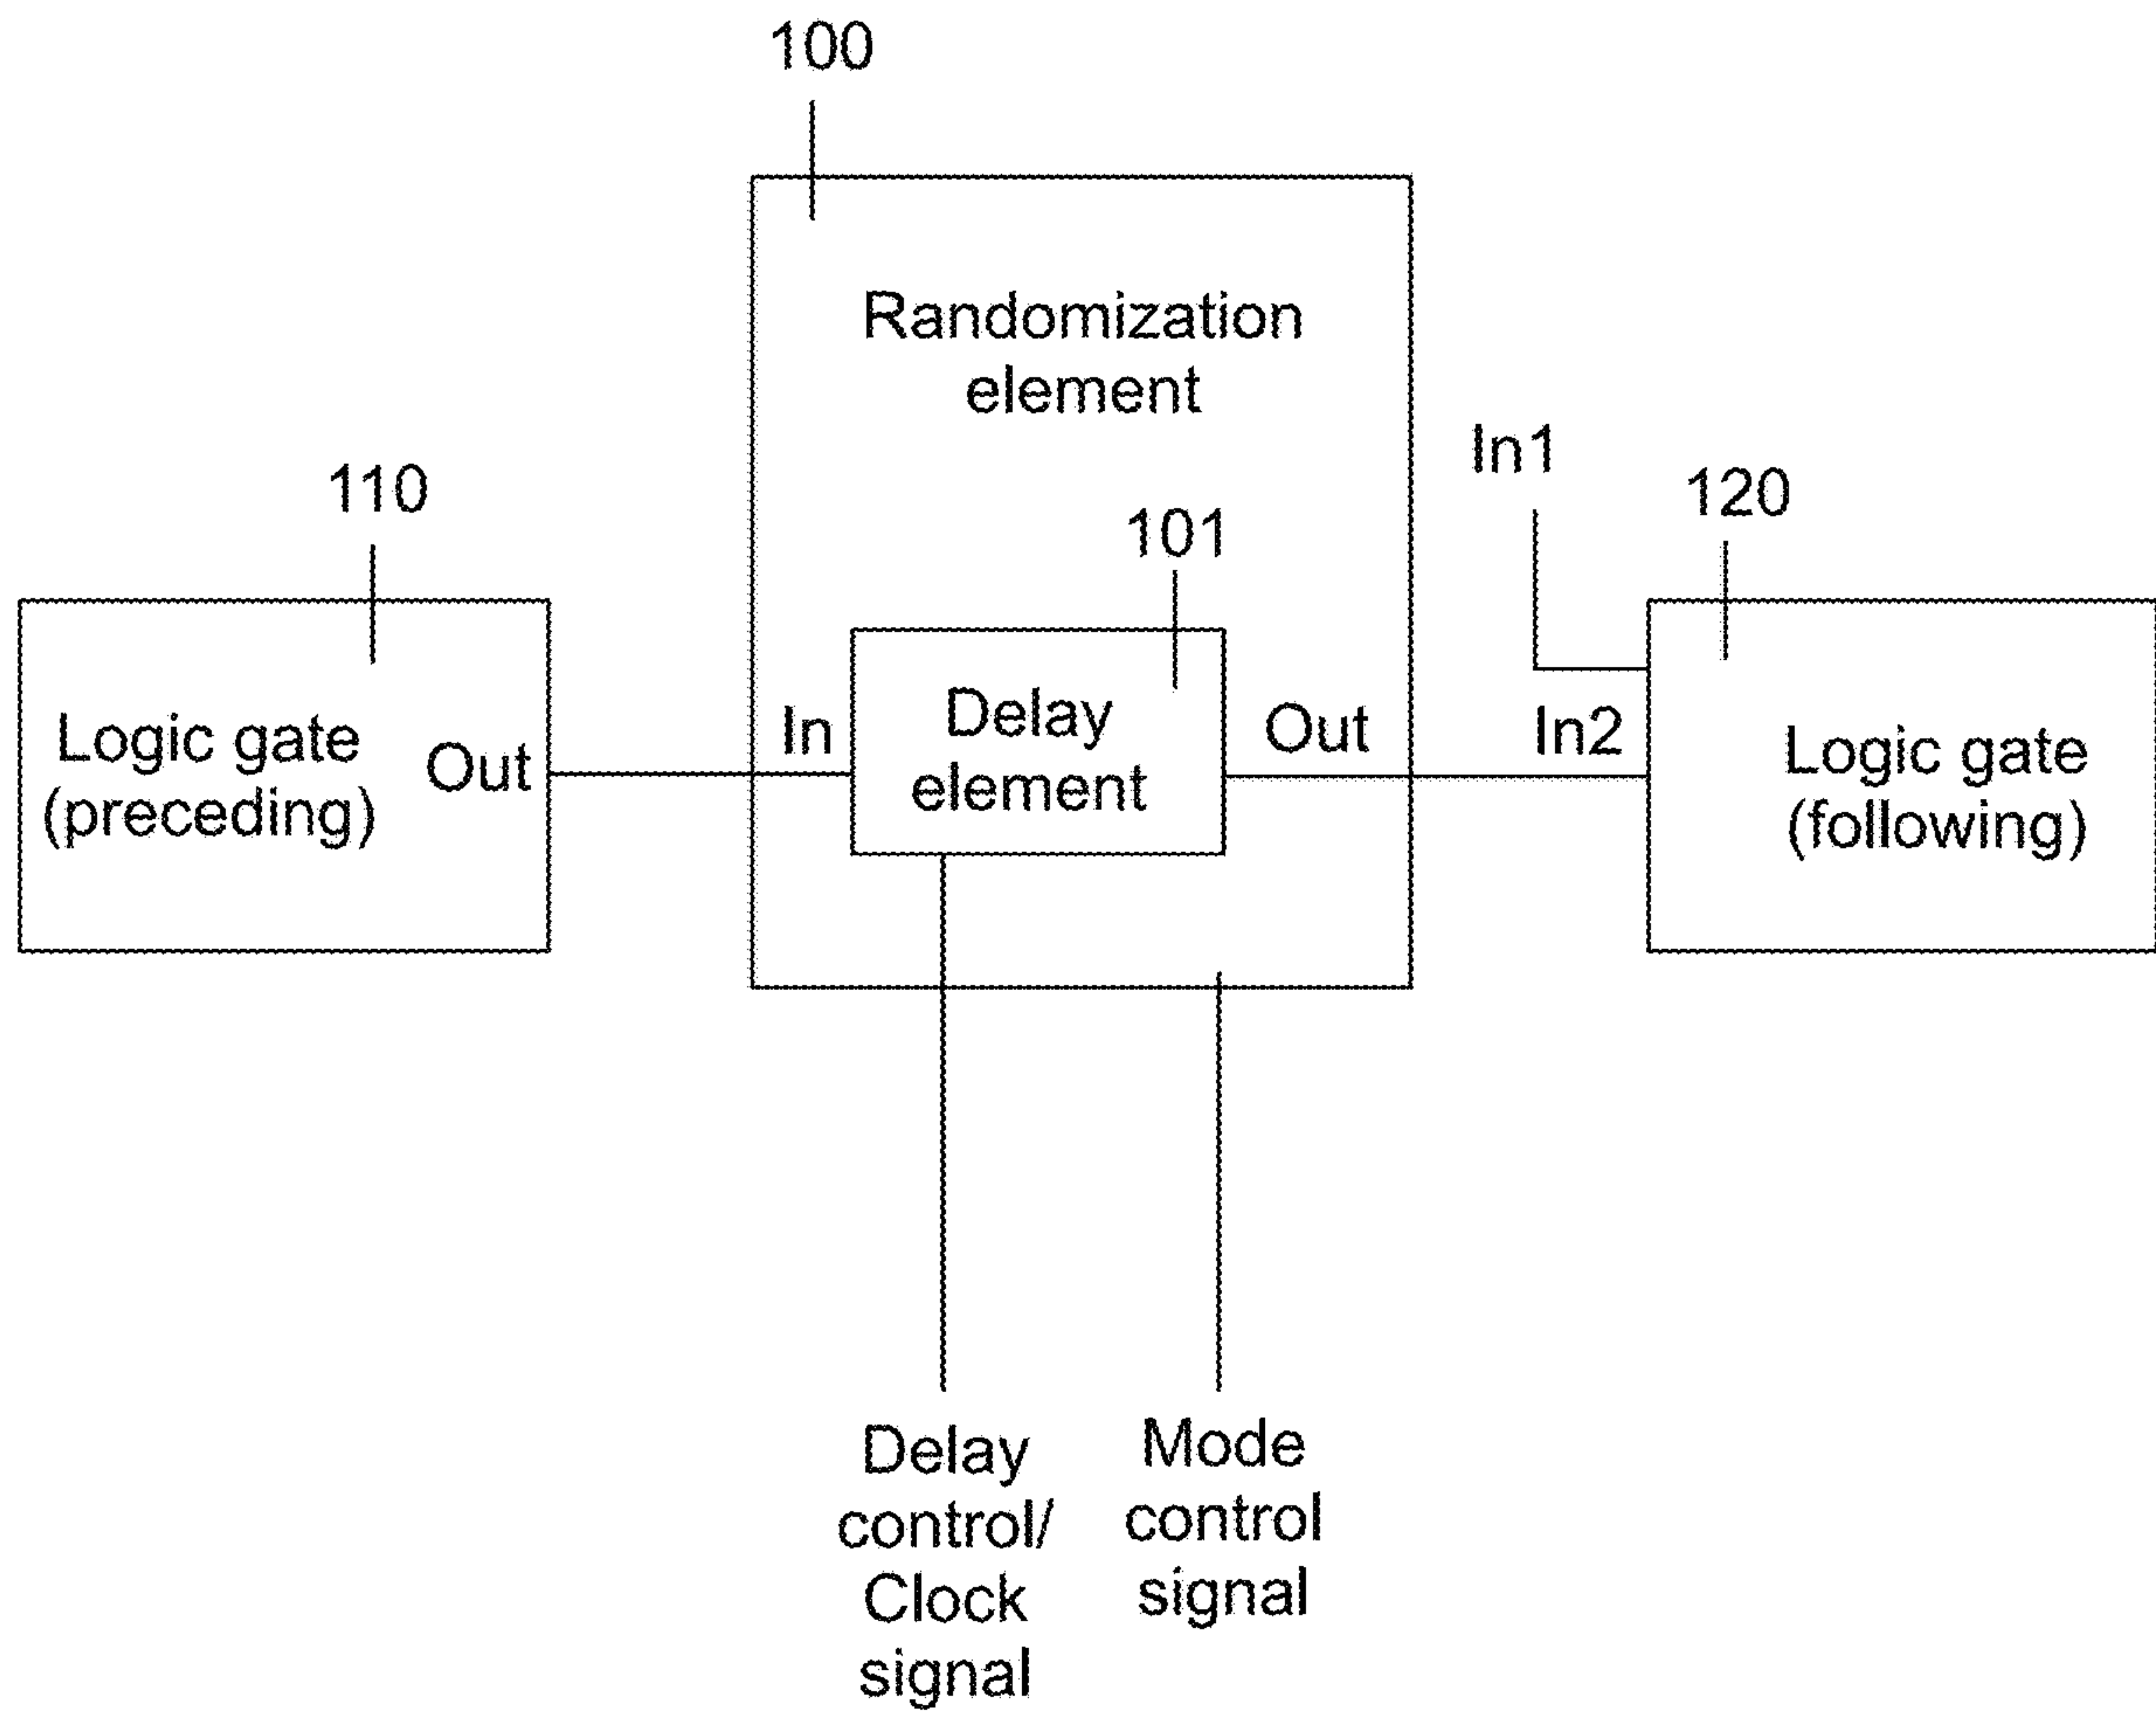 100
Randomization
element
In1
110
120
101
Logic gate
(preceding)
Out
In
Delay
element
Out
In2
Logic gate
(following)
Delay
control/
Clock
signal
Mode
control
signal